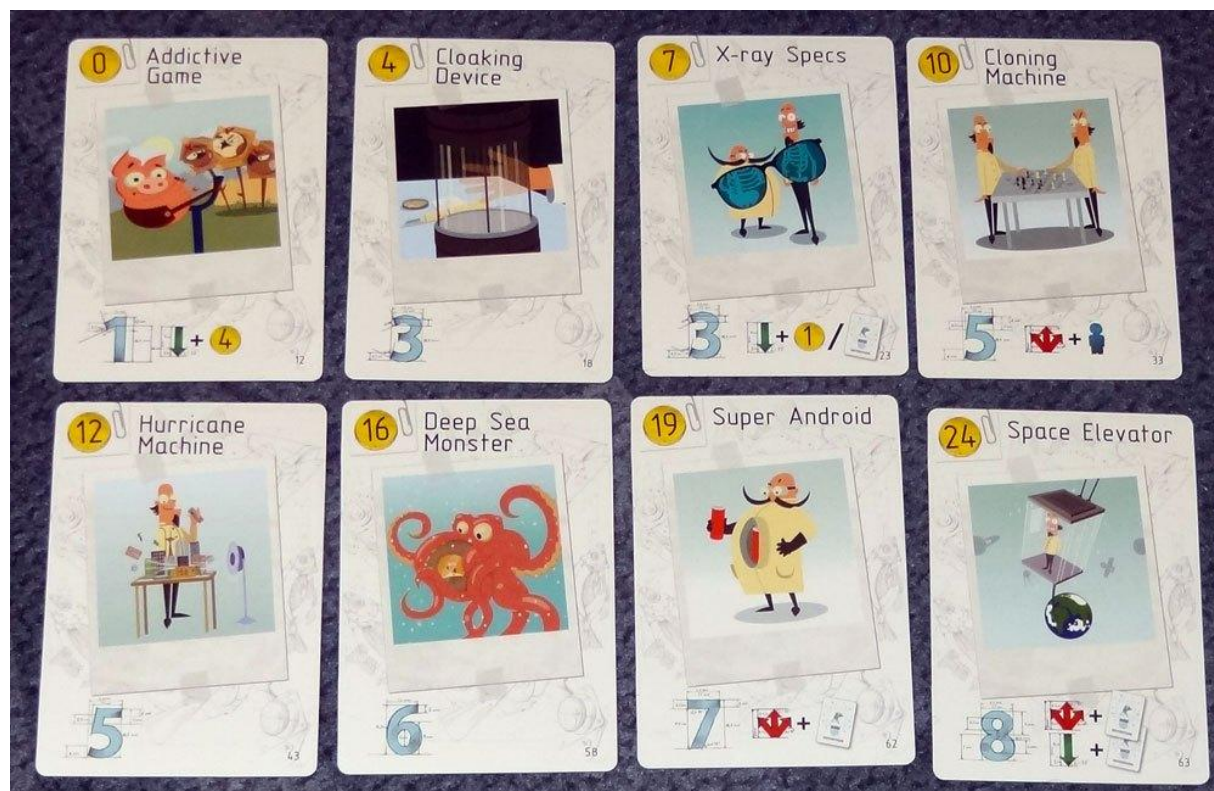 0 Addictive
Game
1 + 4
12
4 Cloaking
Device
3
18
7 X-ray Specs
3 + 1 /
23
10 Cloning
Machine
5 +
33
12 Hurricane
Machine
5
43
16 Deep Sea
Monster
6
58
19 Super Android
7 +
62
24 Space Elevator
8 +
+
63